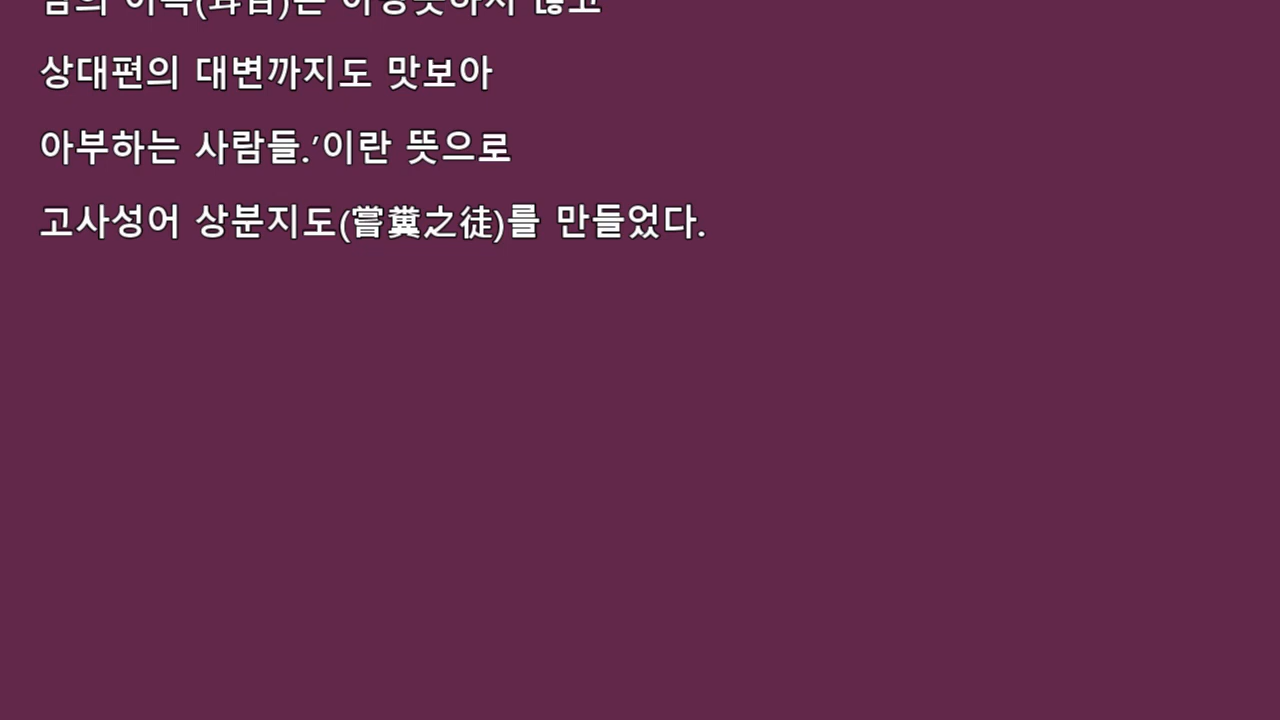 상대편의 대변까지도 맛보아
아부하는 사람들.’이란 뜻으로
고사성어 상분지도(嘗糞之徒)를 만들었다.